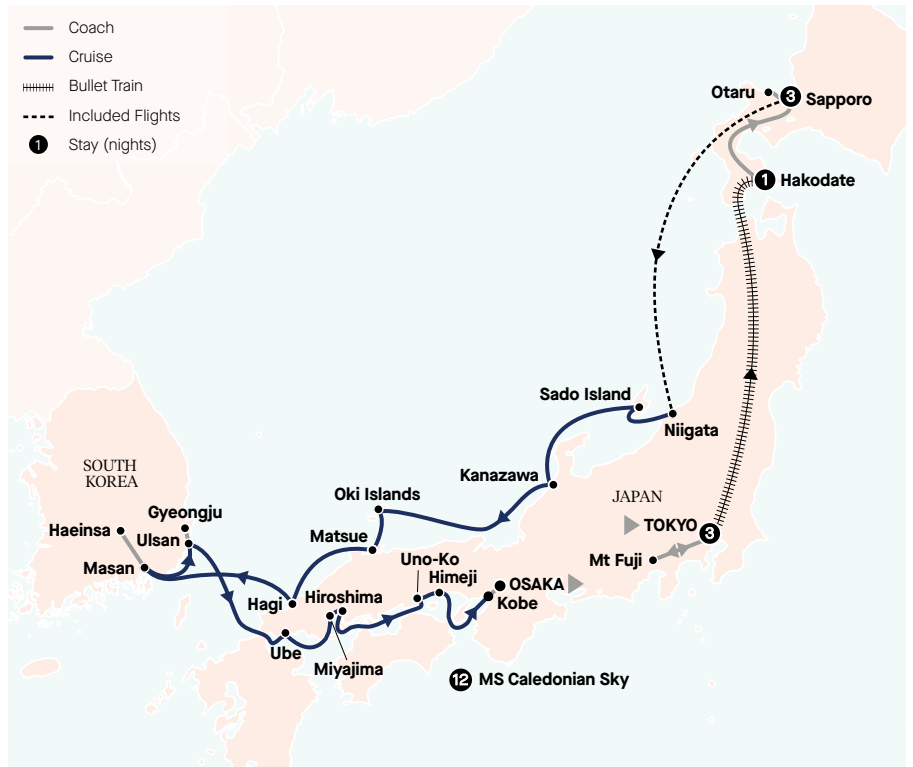 Coach
Cruise
Bullet Train
Included Flights
1 Stay (nights)
Otaru
3 Sapporo
1 Hakodate
Sado Island
Niigata
Kanazawa
SOUTH
KOREA
JAPAN
Oki Islands
Gyeongju
TOKYO 3
Haeinsa
Ulsan
Matsue
Mt Fuji
Uno-Ko
Masan
Himeji
OSAKA
Hagi
Hiroshima
Kobe
Ube
Miyajima
12 MS Caledonian Sky